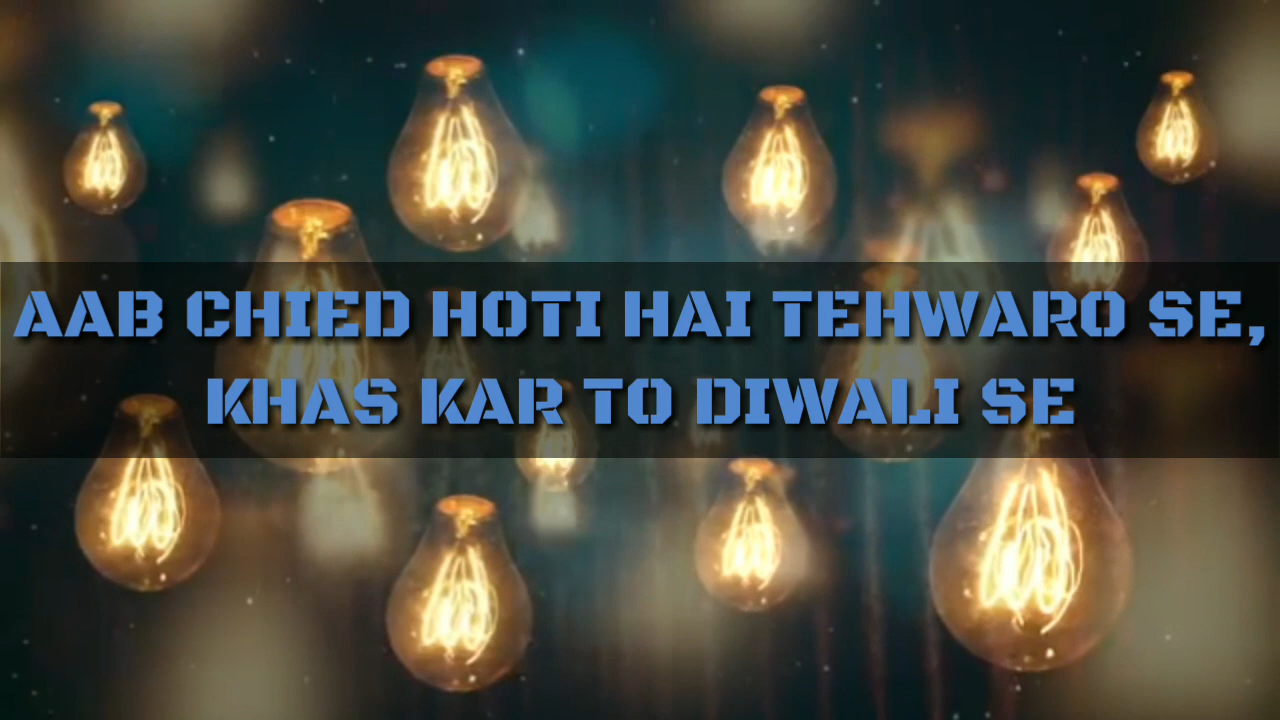 AAB CHIED HOTI HAI TEHWARO SE,
KHAS KAR TO DIWALI SE